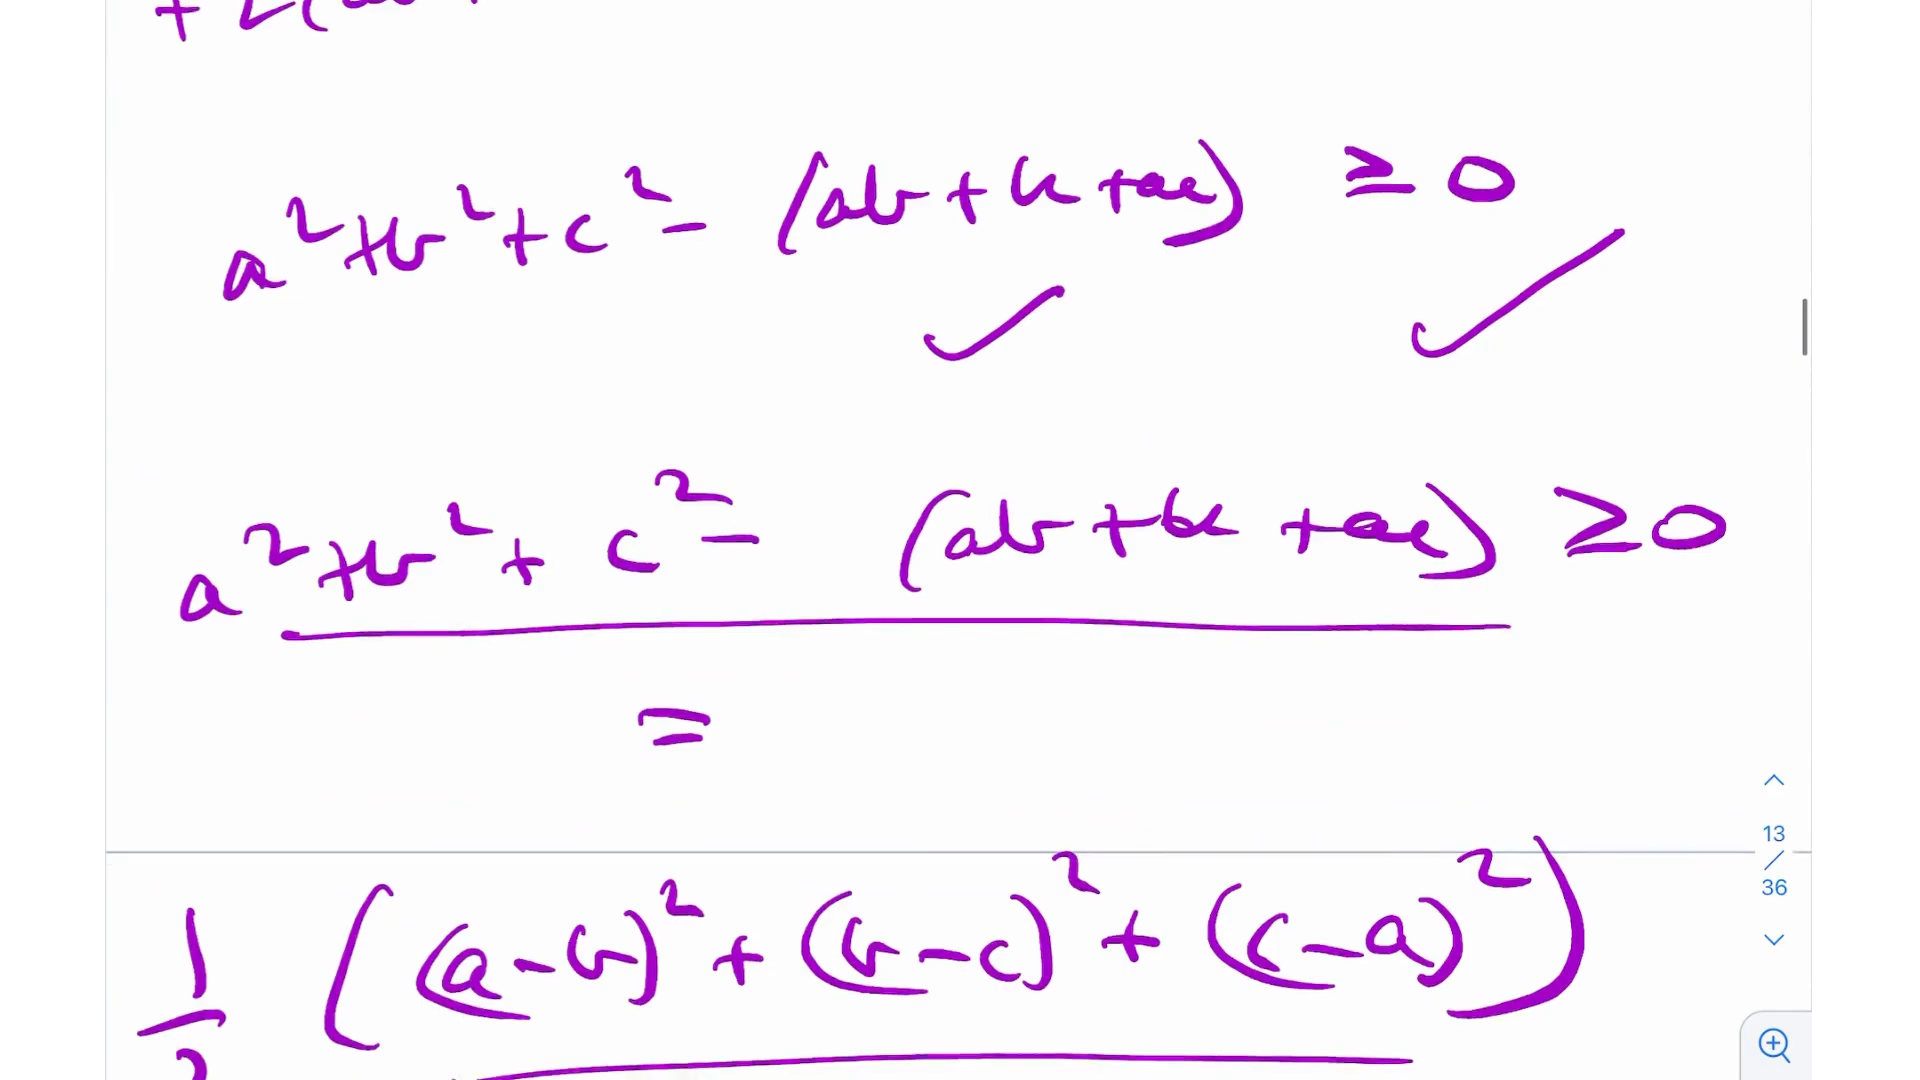 a²+b²+c²- (ab+bc+ac) ≥0
a²+b²+c²- (ab+bc+ac) ≥0
=
13
/
36
1/2 ((a-b)²+(b-c)²+(c-a)²)